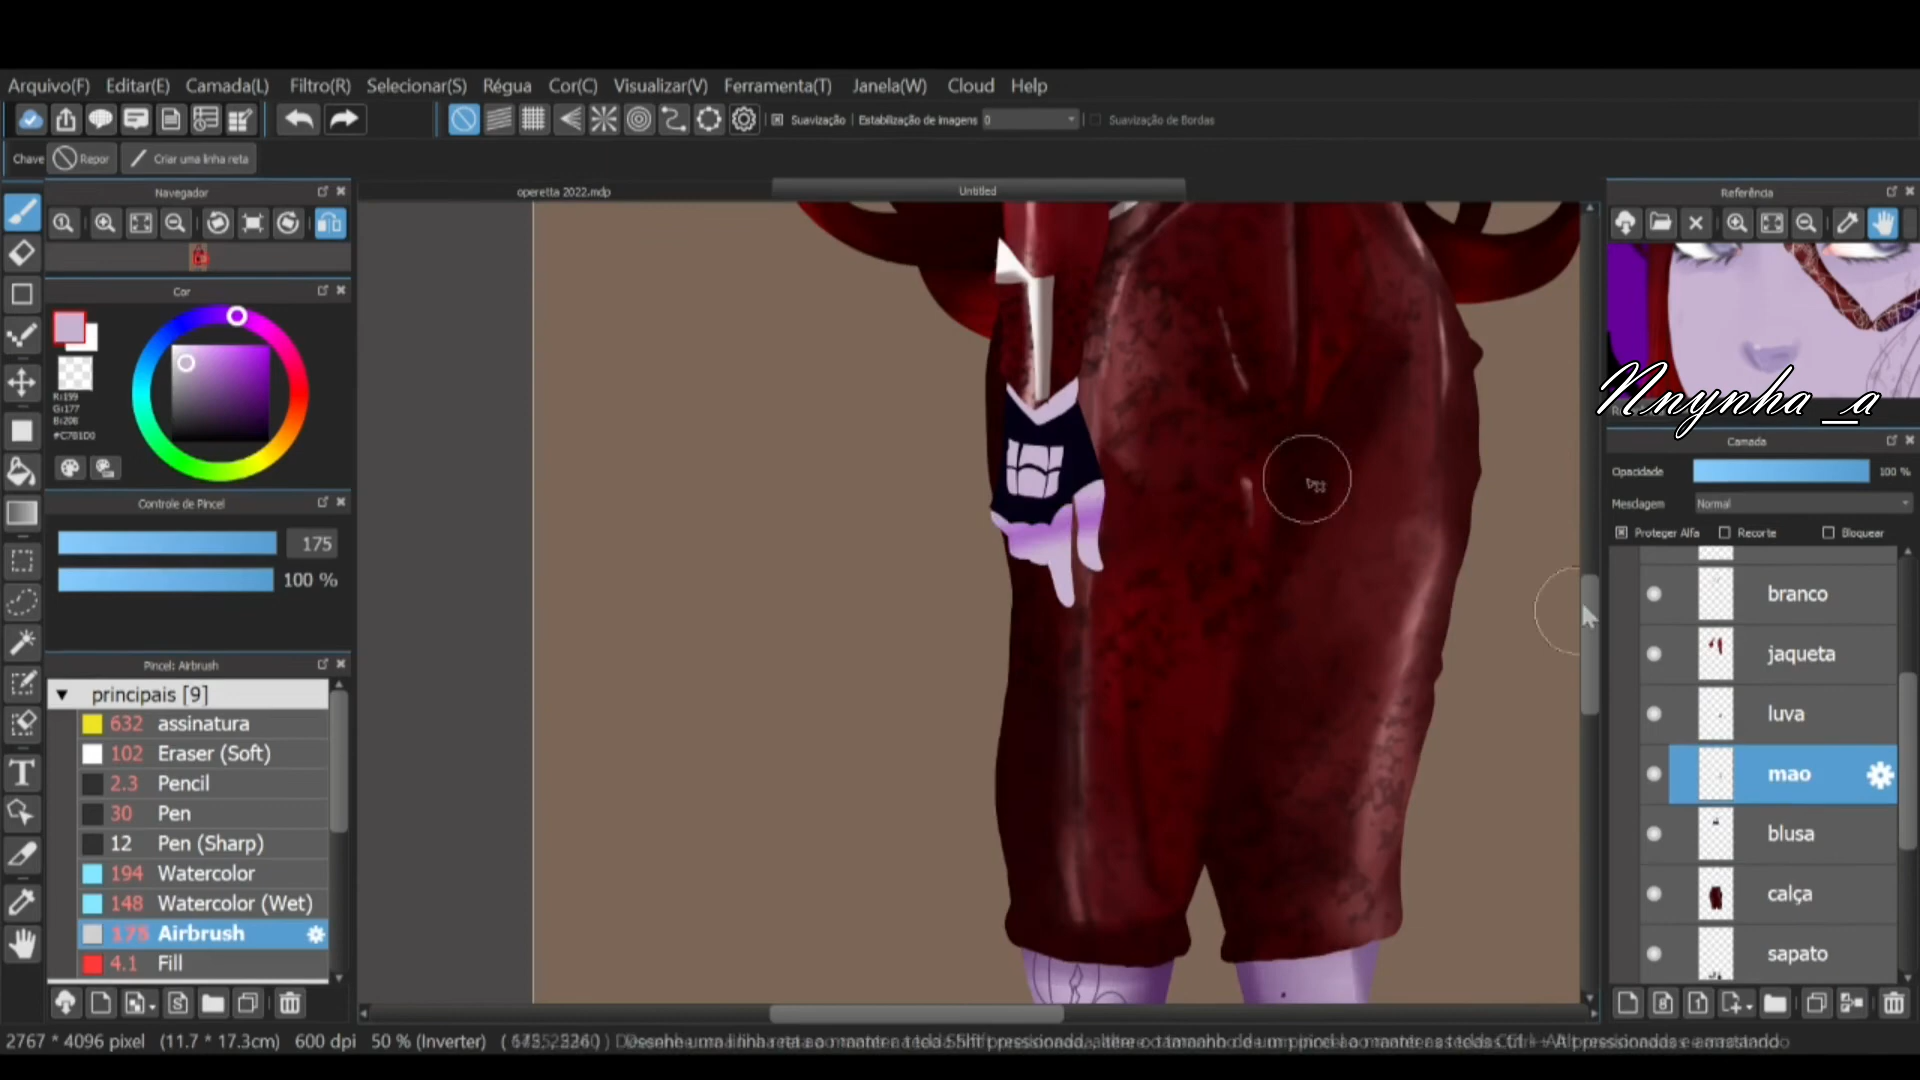 Arquivo(F) Editar(E) Camada(L) Filtro(R) Selecionar(S) Régua Cor(C) Visualizar(V) Ferramenta(T) Janela(W) Cloud Help
Suavização Estabilização de imagens 0 Suavização de Bordas
Chave Repor Criar uma linha reta
Navegador
operetta 2022.mdp
Untitled
Referência
Cor
R:199
G:177
B:208
#C7B1D0
Nnynha_a
Camada
Opacidade 100 %
Mesclagem Normal
Proteger Alfa Recorte Bloquear
Controle de Pincel
175
100 %
Pincel: Airbrush
principais [9]
632 assinatura
102 Eraser (Soft)
2.3 Pencil
30 Pen
12 Pen (Sharp)
194 Watercolor
148 Watercolor (Wet)
175 Airbrush
4.1 Fill
branco
jaqueta
luva
mao
blusa
calça
sapato
2767 * 4096 pixel (11.7 * 17.3cm) 600 dpi 50 % (Inverter)